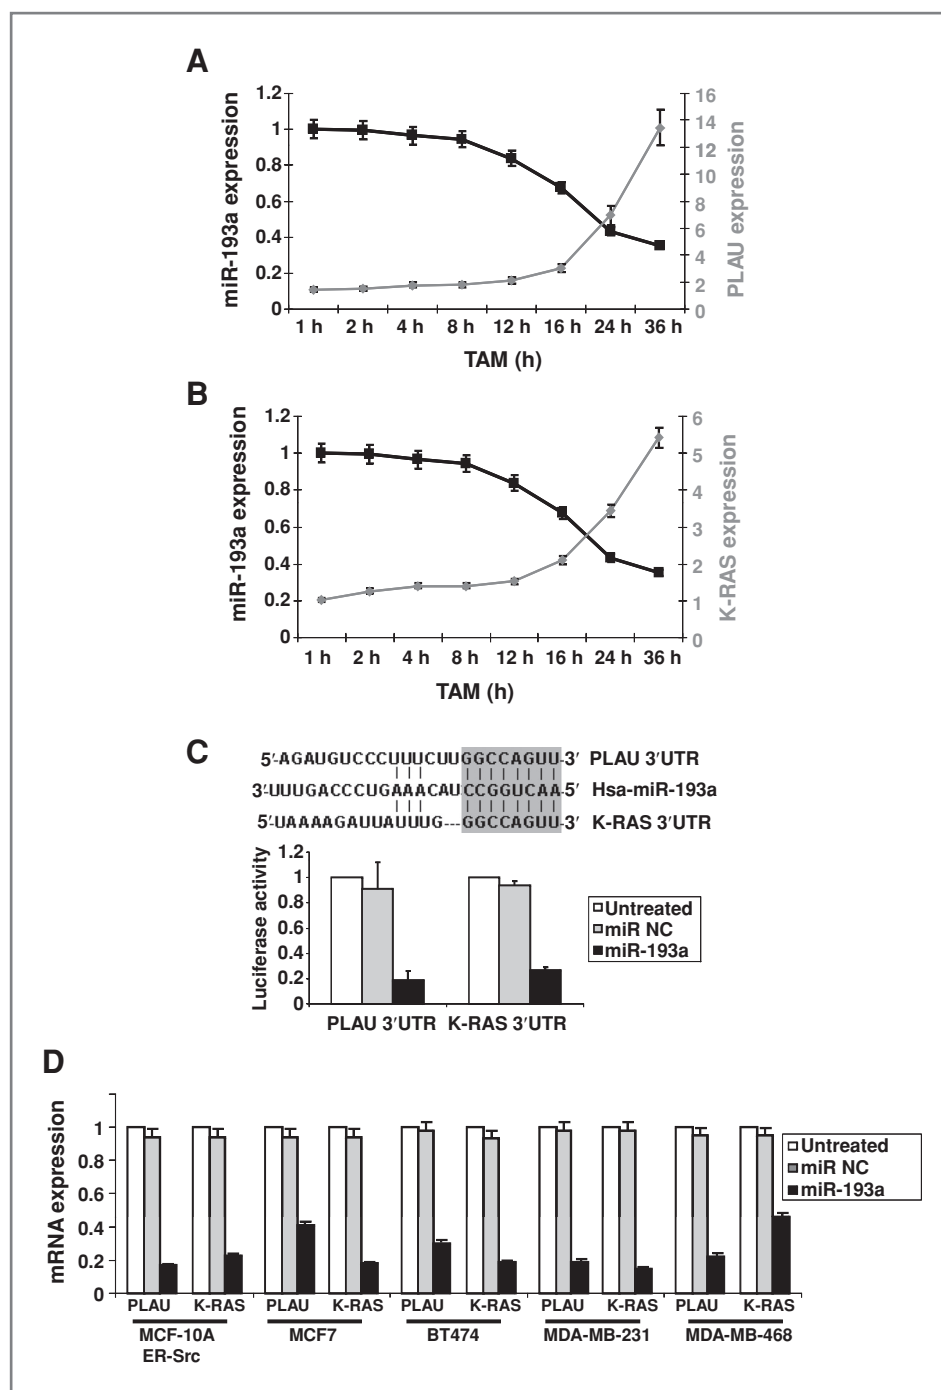 A
miR-193a expression
1.2
1
0.8
0.6
0.4
0.2
0
16
14
12
10
8
6
4
2
0
PLAU expression
1 h 2 h 4 h 8 h 12 h 16 h 24 h 36 h
TAM (h)
B
miR-193a expression
1.2
1
0.8
0.6
0.4
0.2
0
6
5
4
3
2
1
0
K-RAS expression
1 h 2 h 4 h 8 h 12 h 16 h 24 h 36 h
TAM (h)
C
5′-AGAUGUCCCUUUCUUGGCCAGUU-3′ PLAU 3′UTR
3′-UUUGACCCUGAAACAUCCGGUCAA-5′ Hsa-miR-193a
5′-UAAAAGAUUAUUUG---GGCCAGUU-3′ K-RAS 3′UTR
Luciferase activity
1.2
1
0.8
0.6
0.4
0.2
0
PLAU 3′UTR K-RAS 3′UTR
Untreated
miR NC
miR-193a
D
mRNA expression
1
0.8
0.6
0.4
0.2
0
Untreated
miR NC
miR-193a
PLAU K-RAS PLAU K-RAS PLAU K-RAS PLAU K-RAS PLAU K-RAS
MCF-10A MCF7 BT474 MDA-MB-231 MDA-MB-468
ER-Src